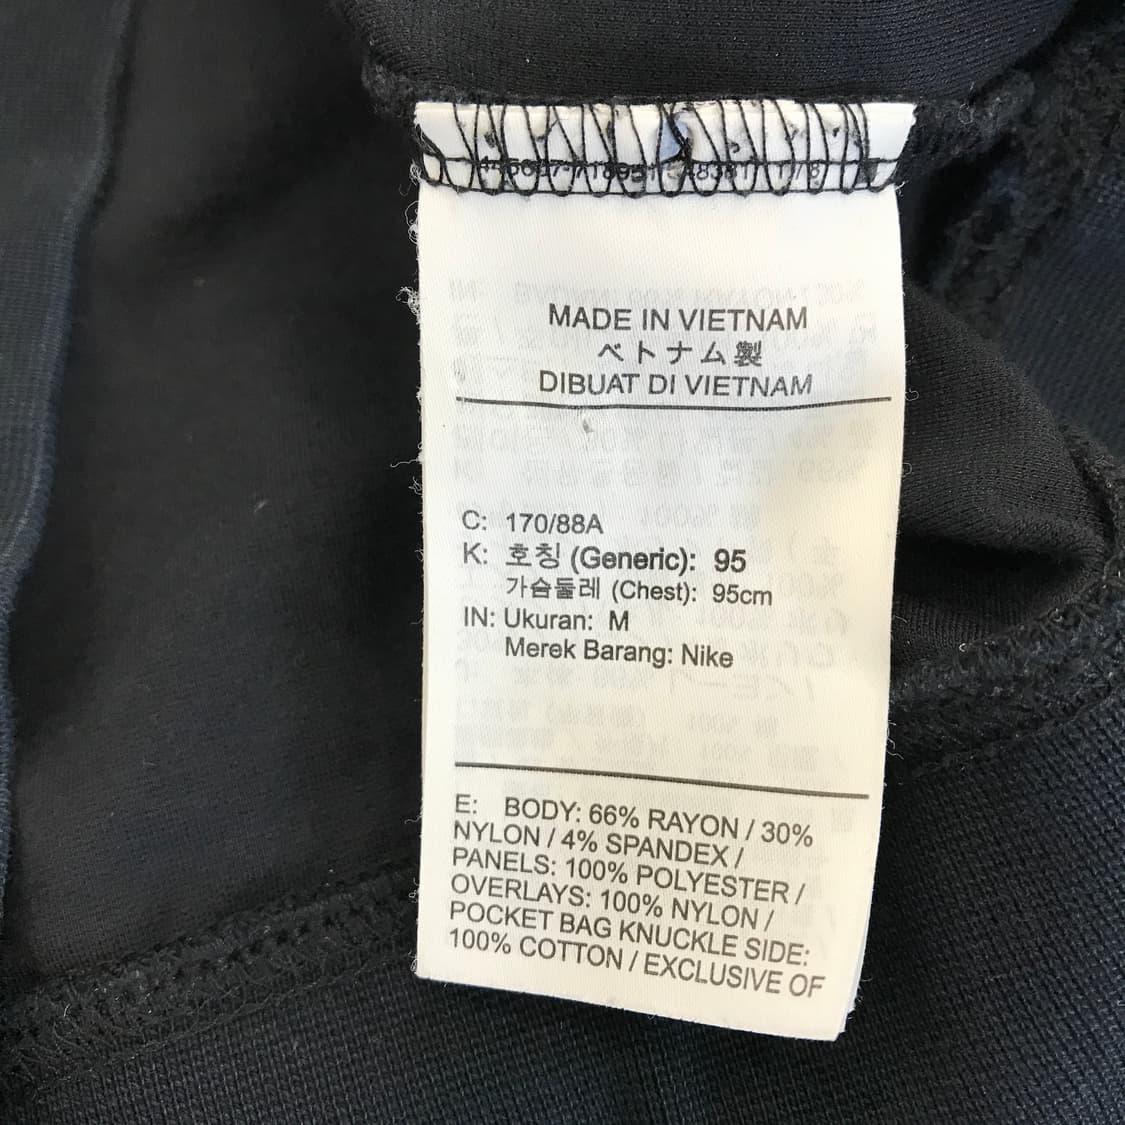 MADE IN VIETNAM
ベトナム製
DIBUAT DI VIETNAM
C: 170/88A
K: 호칭 (Generic): 95
가슴둘레 (Chest): 95cm
IN: Ukuran: M
Merek Barang: Nike
E: BODY: 66% RAYON / 30%
NYLON / 4% SPANDEX /
PANELS: 100% POLYESTER /
OVERLAYS: 100% NYLON /
POCKET BAG KNUCKLE SIDE:
100% COTTON / EXCLUSIVE OF